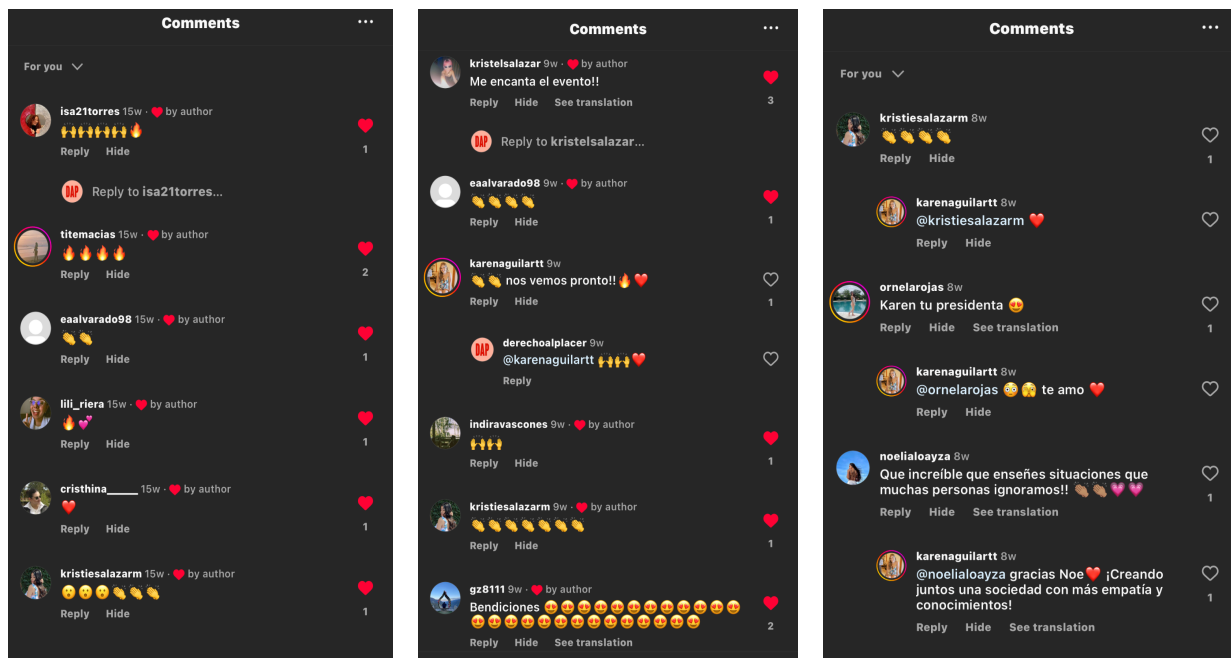 Comments
For you
isa21torres 15w · ❤️ by author
🙌🙌🙌🙌🔥
Reply Hide
1
DAP Reply to isa21torres...
titemacias 15w · ❤️ by author
🔥🔥🔥🔥
Reply Hide
2
eaalvarado98 15w · ❤️ by author
👏👏
Reply Hide
1
lili_riera 15w · ❤️ by author
🔥💕
Reply Hide
1
cristhina_____ 15w · ❤️ by author
❤️
Reply Hide
1
kristiesalazarm 15w · ❤️ by author
😮😮😮👏👏👏
Reply Hide
1
Comments
kristelsalazar 9w · ❤️ by author
Me encanta el evento!!
Reply Hide See translation
3
DAP Reply to kristelsalazar...
eaalvarado98 9w · ❤️ by author
👏👏👏👏
Reply Hide
1
karenaguilartt 9w
👏👏 nos vemos pronto!!🔥❤️
Reply Hide
1
DAP derechoalplacer 9w
@karenaguilartt 🙌🙌❤️
Reply
indiravascones 9w · ❤️ by author
🙌🙌
Reply Hide
1
kristiesalazarm 9w · ❤️ by author
👏👏👏👏👏👏👏
Reply Hide
1
gz8111 9w · ❤️ by author
Bendiciones 😍😍😍😍😍😍😍😍😍😍😍😍
😍😍😍😍😍😍😍😍😍😍😍😍😍😍
Reply Hide See translation
2
Comments
For you
kristiesalazarm 8w
👏👏👏👏
Reply Hide
1
karenaguilartt 8w
@kristiesalazarm ❤️
Reply Hide
ornelarojas 8w
Karen tu presidenta 😍
Reply Hide See translation
1
karenaguilartt 8w
@ornelarojas 😳🫣 te amo ❤️
Reply Hide
noelialoayza 8w
Que increíble que enseñes situaciones que
muchas personas ignoramos!! 👏🏽👏🏽💗💗
Reply Hide See translation
1
karenaguilartt 8w
@noelialoayza gracias Noe❤️ ¡Creando
juntos una sociedad con más empatía y
conocimientos!
Reply Hide See translation
1